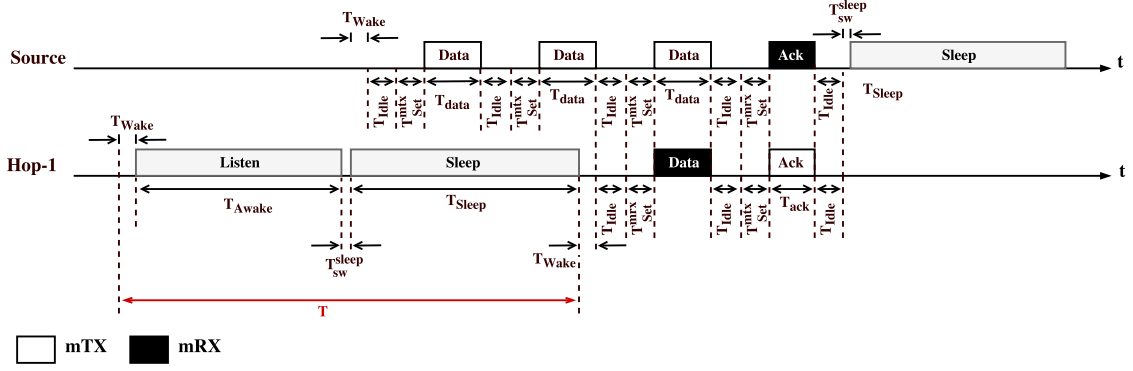 T_Wake
T_sw^sleep
Source
Data
Data
Data
Ack
Sleep
t
T_Idle
T_Set^mtx
T_data
T_Idle
T_Set^mtx
T_data
T_Idle
T_Set^mtx
T_data
T_Idle
T_Set^mrx
T_Idle
T_Sleep
T_Wake
Hop-1
Listen
Sleep
Data
Ack
t
T_Awake
T_Sleep
T_Idle
T_Set^mrx
T_Idle
T_Set^mtx
T_ack
T_Idle
T_sw^sleep
T_Wake
T
mTX
mRX